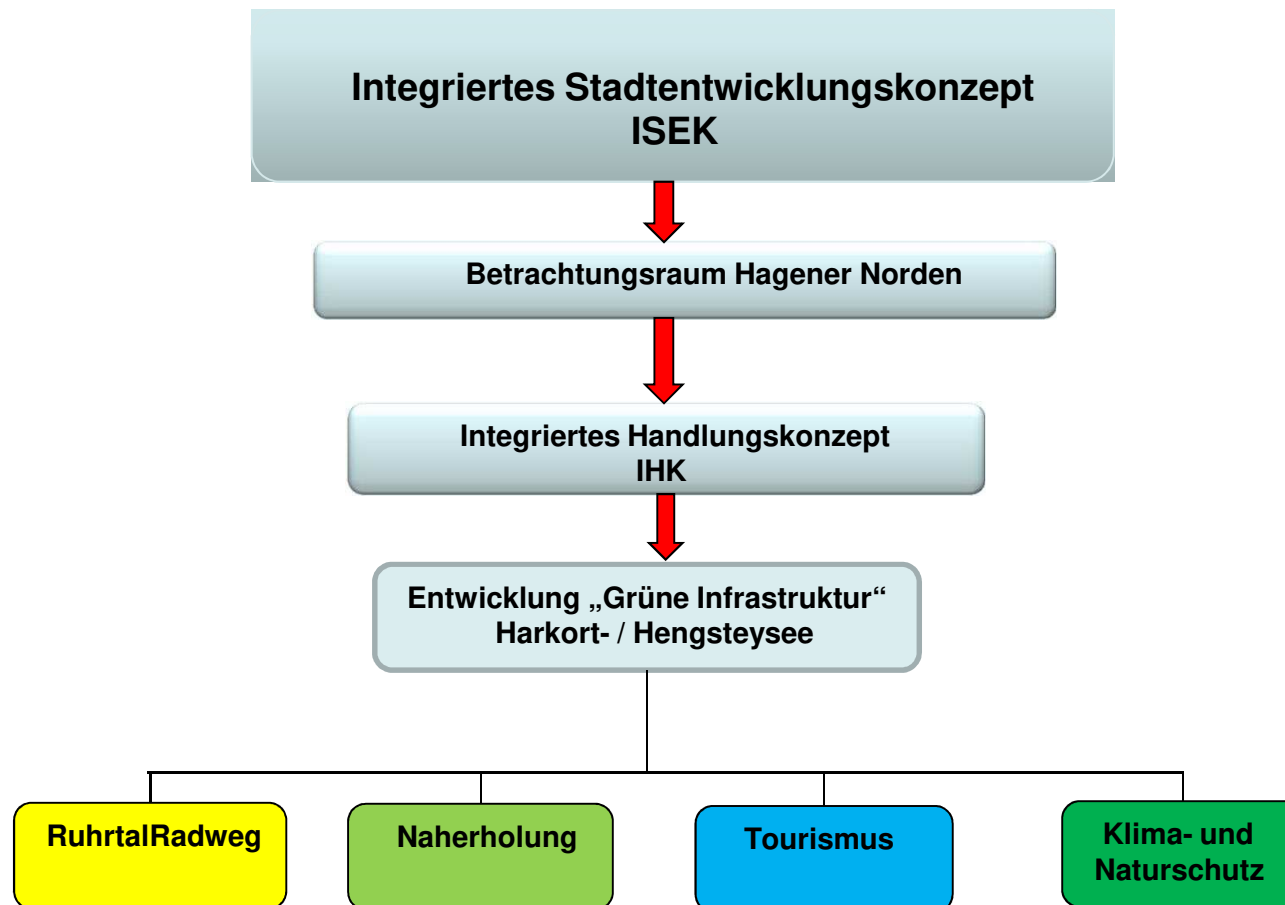 Integriertes Stadtentwicklungskonzept
ISEK
Betrachtungsraum Hagener Norden
Integriertes Handlungskonzept
IHK
Entwicklung „Grüne Infrastruktur“
Harkort- / Hengsteysee
RuhrtalRadweg
Naherholung
Tourismus
Klima- und
Naturschutz